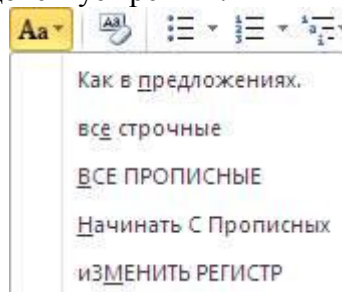 Aa
Как в предложениях.
все строчные
ВСЕ ПРОПИСНЫЕ
Начинать С Прописных
иЗМЕНИТЬ РЕГИСТР